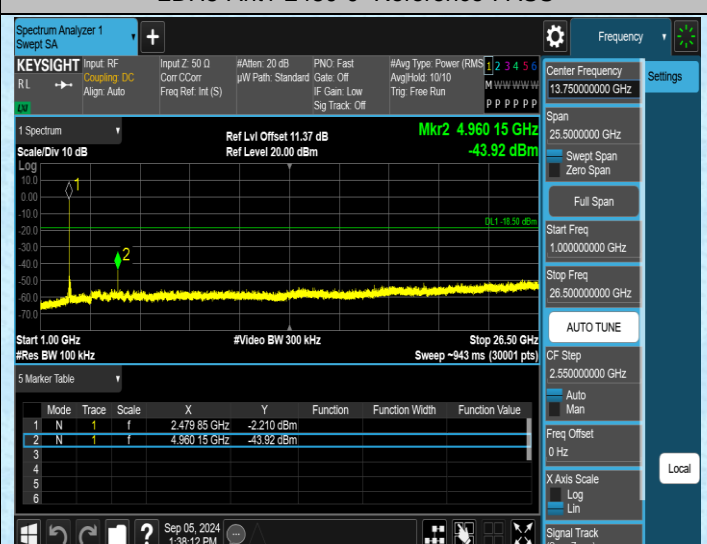 Spectrum Analyzer 1
Swept SA
+
Frequency
KEYSIGHT
RL
LXI
Input: RF
Coupling: DC
Align: Auto
Input Z: 50 Ω
Corr CCorr
Freq Ref: Int (S)
#Atten: 20 dB
µW Path: Standard
PNO: Fast
Gate: Off
IF Gain: Low
Sig Track: Off
#Avg Type: Power (RMS
Avg|Hold: 10/10
Trig: Free Run
1 2 3 4 5 6
M W W W W W
P P P P P P
1 Spectrum
Scale/Div 10 dB
Log
Ref Lvl Offset 11.37 dB
Ref Level 20.00 dBm
Mkr2 4.960 15 GHz
-43.92 dBm
10.0
0.00
-10.0
-20.0
-30.0
-40.0
-50.0
-60.0
-70.0
1
2
DL1 -18.50 dBm
Start 1.00 GHz
#Video BW 300 kHz
Stop 26.50 GHz
#Res BW 100 kHz
Sweep ~943 ms (30001 pts)
5 Marker Table
Mode Trace Scale X Y Function Function Width Function Value
1 N 1 f 2.479 85 GHz -2.210 dBm
2 N 1 f 4.960 15 GHz -43.92 dBm
3
4
5
6
?
Sep 05, 2024
1:38:12 PM
Center Frequency
13.750000000 GHz
Span
25.5000000 GHz
Swept Span
Zero Span
Full Span
Start Freq
1.000000000 GHz
Stop Freq
26.500000000 GHz
AUTO TUNE
CF Step
2.550000000 GHz
Auto
Man
Freq Offset
0 Hz
X Axis Scale
Log
Lin
Signal Track
Settings
Local